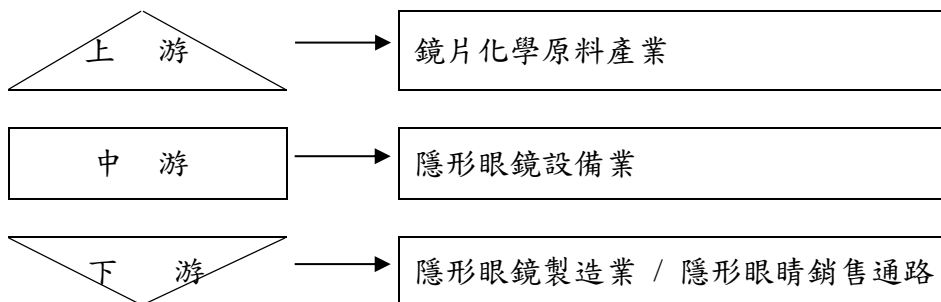 上 游 鏡片化學原料產業
中 游 隱形眼鏡設備業
下 游 隱形眼鏡製造業 / 隱形眼睛銷售通路